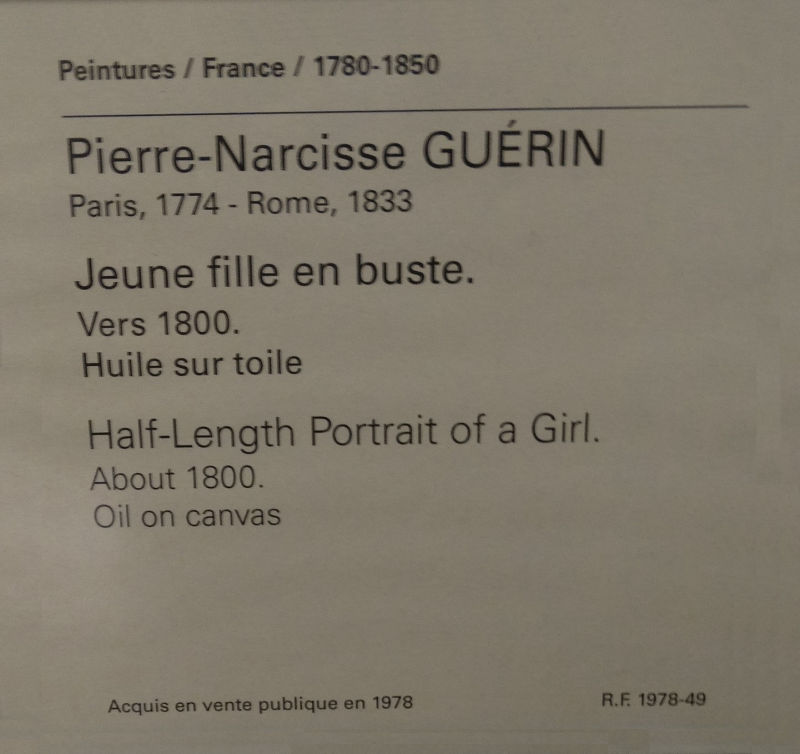 Peintures / France / 1780-1850
Pierre-Narcisse GUÉRIN
Paris, 1774 - Rome, 1833
Jeune fille en buste.
Vers 1800.
Huile sur toile
Half-Length Portrait of a Girl.
About 1800.
Oil on canvas
Acquis en vente publique en 1978
R.F. 1978-49